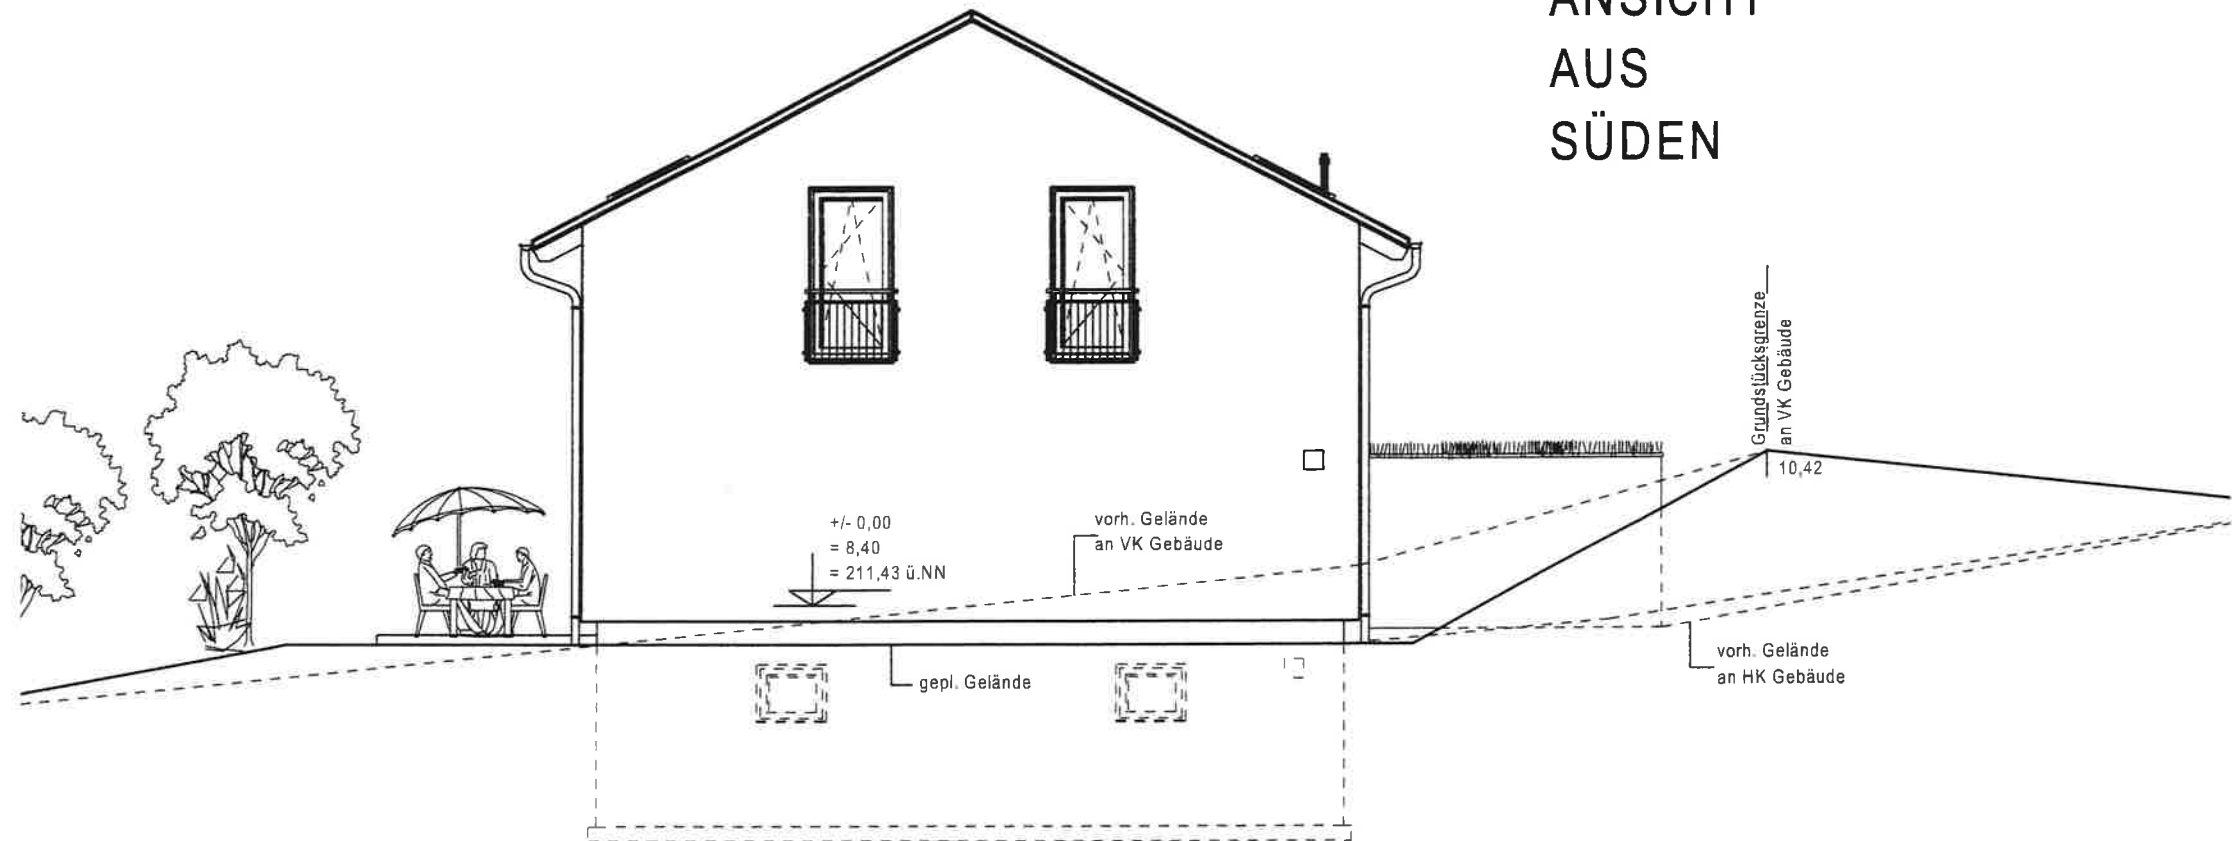 ANSICHT
AUS
SÜDEN
Grundstücksgrenze
an VK Gebäude
10,42
+/- 0,00
= 8,40
= 211,43 ü.NN
vorh. Gelände
an VK Gebäude
vorh. Gelände
an HK Gebäude
gepl. Gelände